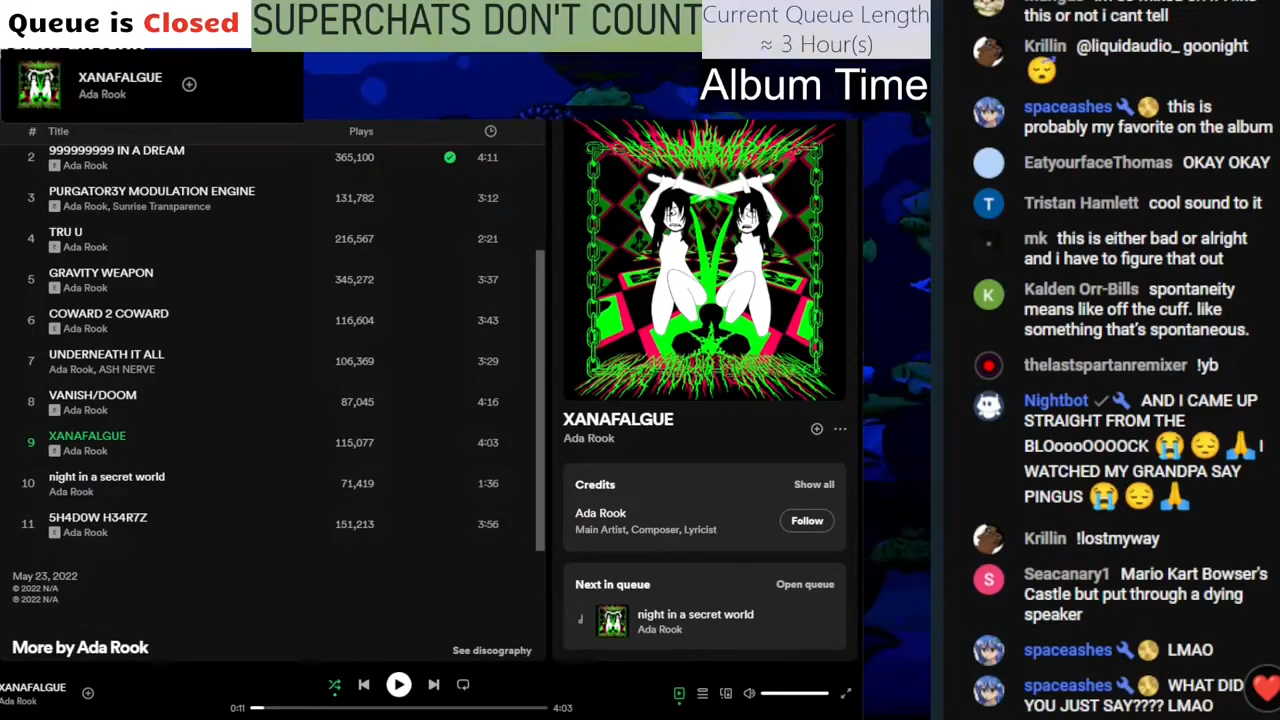 Queue is Closed
SUPERCHATS DON'T COUNT
Current Queue Length
≈ 3 Hour(s)
Album Time
XANAFALGUE
Ada Rook
# Title Plays
2 999999999 IN A DREAM 365,100 4:11
E Ada Rook
3 PURGATOR3Y MODULATION ENGINE 131,782 3:12
E Ada Rook, Sunrise Transparence
4 TRU U 216,567 2:21
E Ada Rook
5 GRAVITY WEAPON 345,272 3:37
E Ada Rook
6 COWARD 2 COWARD 116,604 3:43
E Ada Rook
7 UNDERNEATH IT ALL 106,369 3:29
Ada Rook, ASH NERVE
8 VANISH/DOOM 87,045 4:16
E Ada Rook
9 XANAFALGUE 115,077 4:03
E Ada Rook
10 night in a secret world 71,419 1:36
Ada Rook
11 5H4D0W H34R7Z 151,213 3:56
E Ada Rook
May 23, 2022
© 2022 N/A
℗ 2022 N/A
More by Ada Rook
See discography
XANAFALGUE
Ada Rook
Credits Show all
Ada Rook
Main Artist, Composer, Lyricist
Follow
Next in queue Open queue
night in a secret world
Ada Rook
XANAFALGUE
Ada Rook
0:11 4:03
this or not i cant tell
Krillin @liquidaudio_ goonight
😴
spaceashes this is
probably my favorite on the album
EatyourfaceThomas OKAY OKAY
T Tristan Hamlett cool sound to it
mk this is either bad or alright
and i have to figure that out
K Kalden Orr-Bills spontaneity
means like off the cuff. like
something that's spontaneous.
thelastspartanremixer !yb
Nightbot AND I CAME UP
STRAIGHT FROM THE
BLOoooOOOOCK 😭 😔 🙏 I
WATCHED MY GRANDPA SAY
PINGUS 😭 😔 🙏
Krillin !lostmyway
S Seacanary1 Mario Kart Bowser's
Castle but put through a dying
speaker
spaceashes LMAO
spaceashes WHAT DID
YOU JUST SAY???? LMAO